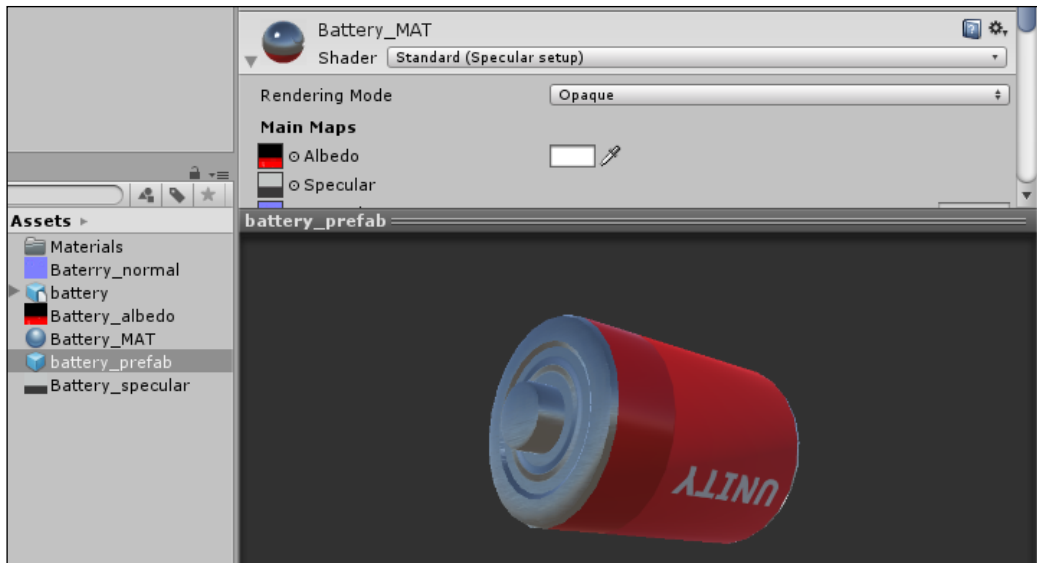 Battery_MAT
Shader Standard (Specular setup)
Rendering Mode Opaque
Main Maps
Albedo
Specular
battery_prefab
Assets
Materials
Baterry_normal
battery
Battery_albedo
Battery_MAT
battery_prefab
Battery_specular
UNITY